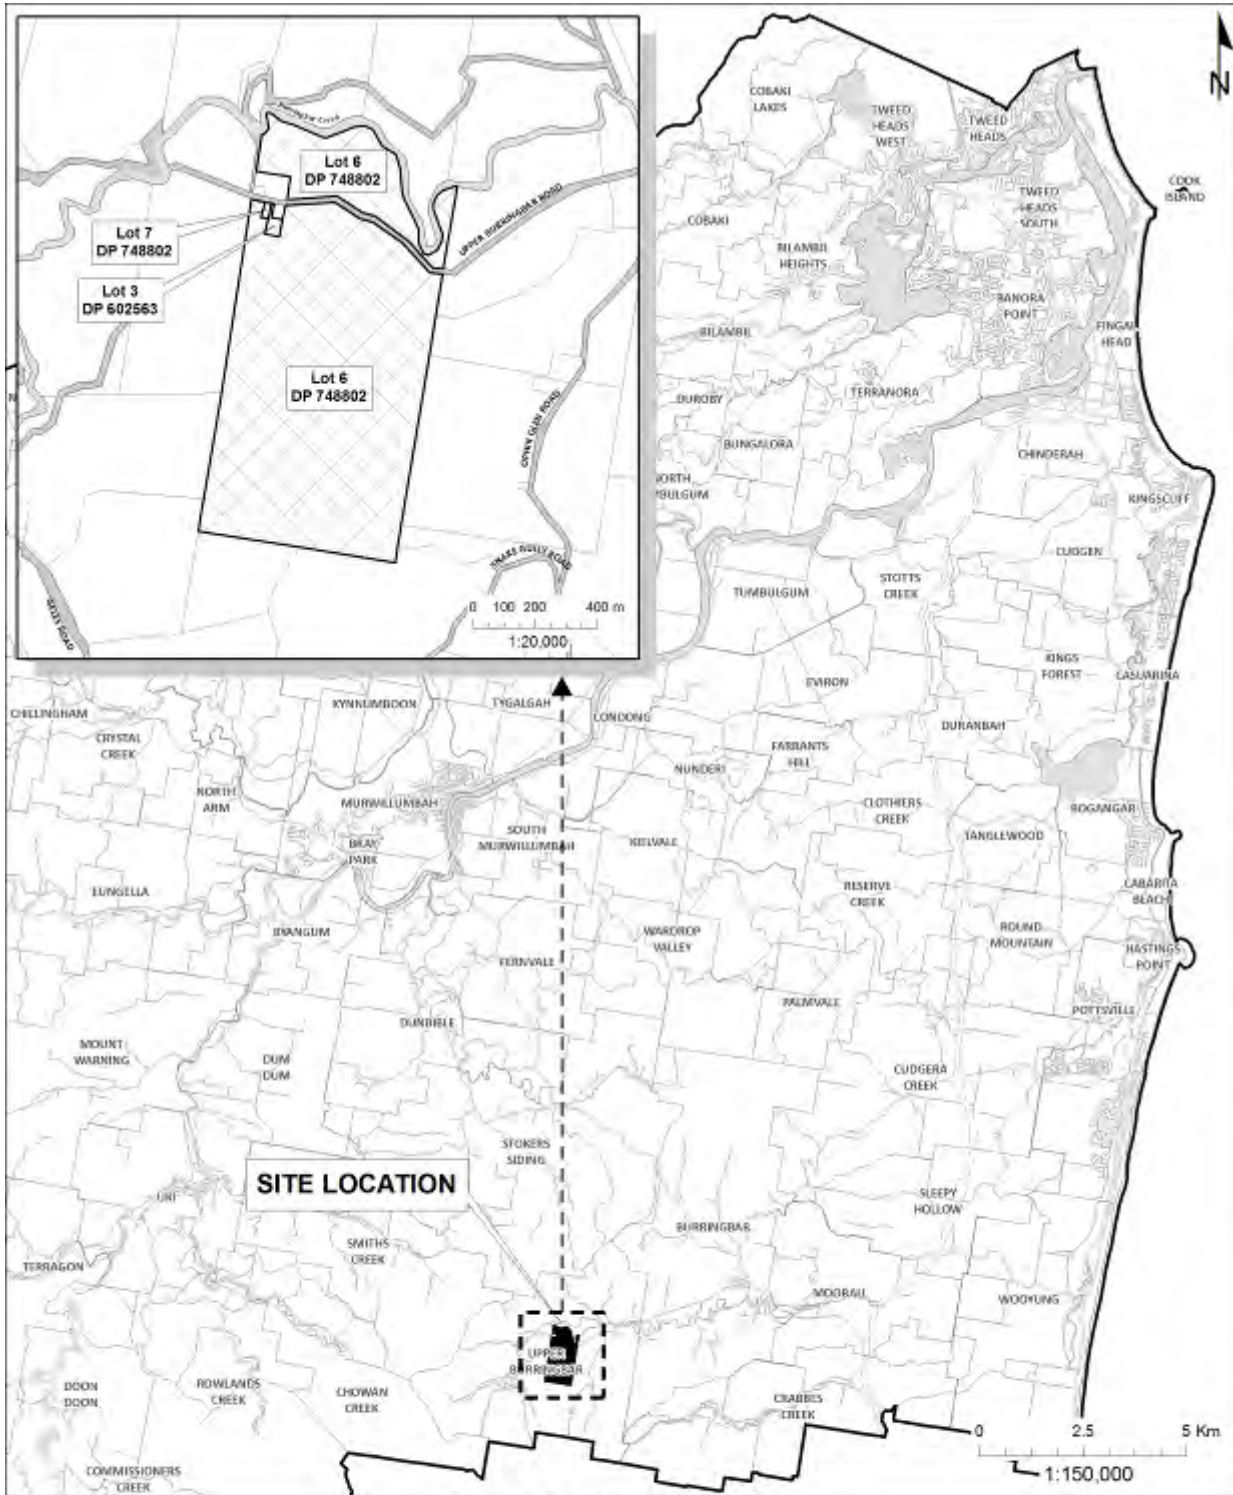 N
COBAKI
LAKES
TWEED
HEADS
WEST
TWEED
HEADS
COOK
ISLAND
TWEED
HEADS
SOUTH
COBAKI
BILAMBIL
HEIGHTS
BANORA
POINT
FINGAL
HEAD
BILAMBIL
TERRANORA
DUROBY
BUNGALORA
CHINDERAH
KINGSCLIFF
CUDGEN
STOTTS
CREEK
TUMBULGUM
KINGS
FOREST
CASUARINA
EVIRON
DURANBAH
Lot 6
DP 748802
UPPER BURRINGBAR ROAD
Lot 7
DP 748802
Lot 3
DP 602563
Lot 6
DP 748802
SNAKE GULLY ROAD
0 100 200 400 m
1:20,000
CHILLINGHAM
CRYSTAL
CREEK
KYNNUMBOON
TYGALGAH
CONDONG
NORTH
ARM
MURWILLUMBAH
NUNDERI
FARRANTS
HILL
CLOTHIERS
CREEK
TANGLEWOOD
BOGANGAR
BRAY
PARK
SOUTH
MURWILLUMBAH
KIELVALE
EUNGELLA
RESERVE
CREEK
CABARITA
BEACH
BYANGUM
WARDROP
VALLEY
ROUND
MOUNTAIN
HASTINGS
POINT
FERNVALE
PALMVALE
POTTSVILLE
DUNBIBLE
MOUNT
WARNING
DUM
DUM
CUDGERA
CREEK
STOKERS
SIDING
SITE LOCATION
UKI
SLEEPY
HOLLOW
BURRINGBAR
SMITHS
CREEK
TERRAGON
MOOBALL
WOOYUNG
UPPER
BURRINGBAR
DOON
DOON
ROWLANDS
CREEK
CHOWAN
CREEK
CRABBES
CREEK
COMMISSIONERS
CREEK
0 2.5 5 Km
1:150,000